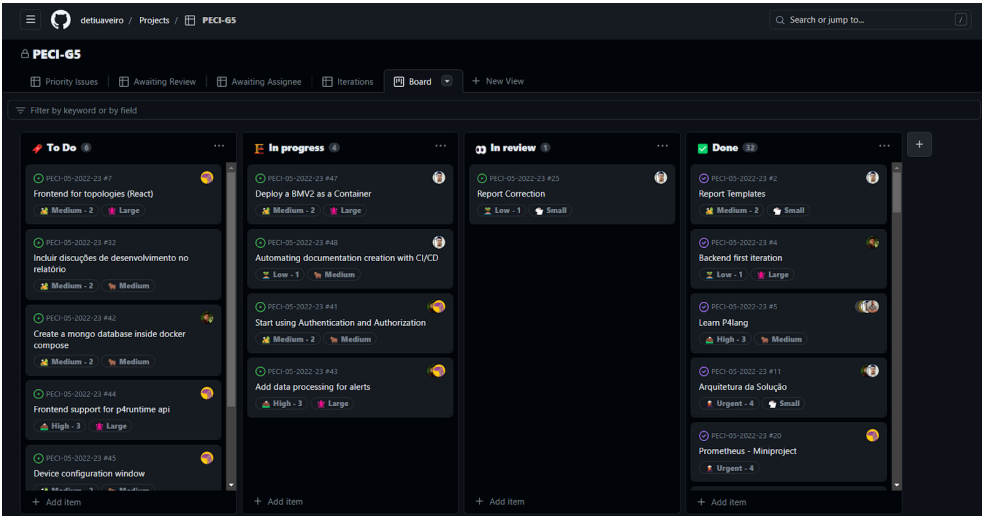 detiuaveiro / Projects / PECI-G5
Search or jump to... /
PECI-G5
Priority Issues
Awaiting Review
Awaiting Assignee
Iterations
Board
+ New View
Filter by keyword or by field
To Do 6
PECI-05-2022-23 #7
Frontend for topologies (React)
Medium - 2 Large
PECI-05-2022-23 #32
Incluir discuções de desenvolvimento no
relatório
Medium - 2 Medium
PECI-05-2022-23 #42
Create a mongo database inside docker
compose
Medium - 2 Medium
PECI-05-2022-23 #44
Frontend support for p4runtime api
High - 3 Large
PECI-05-2022-23 #45
Device configuration window
Medium - 2 Medium
+ Add item
In progress 4
PECI-05-2022-23 #47
Deploy a BMV2 as a Container
Medium - 2 Large
PECI-05-2022-23 #48
Automating documentation creation with CI/CD
Low - 1 Medium
PECI-05-2022-23 #41
Start using Authentication and Authorization
Medium - 2 Medium
PECI-05-2022-23 #43
Add data processing for alerts
High - 3 Large
+ Add item
In review 1
PECI-05-2022-23 #25
Report Correction
Low - 1 Small
+ Add item
Done 32
PECI-05-2022-23 #2
Report Templates
Medium - 2 Small
PECI-05-2022-23 #4
Backend first iteration
Low - 1 Large
PECI-05-2022-23 #5
Learn P4lang
High - 3 Medium
PECI-05-2022-23 #11
Arquitetura da Solução
Urgent - 4 Small
PECI-05-2022-23 #20
Prometheus - Miniproject
Urgent - 4
+ Add item
+